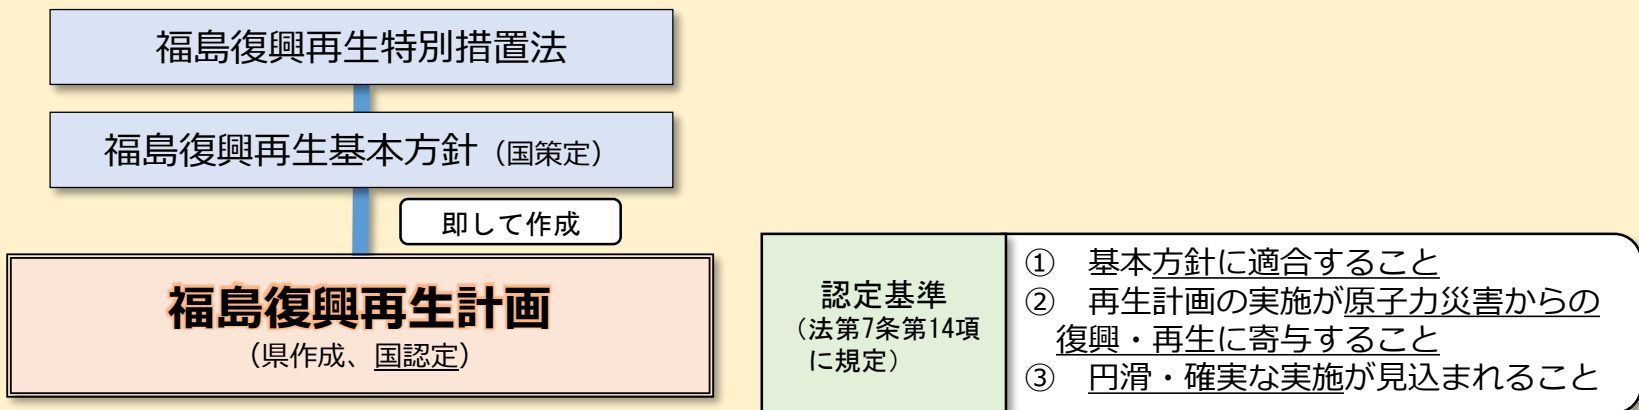 福島復興再生特別措置法
福島復興再生基本方針（国策定）
即して作成
福島復興再生計画
（県作成、国認定）
認定基準
（法第7条第14項
に規定）
①　基本方針に適合すること
②　再生計画の実施が原子力災害からの
復興・再生に寄与すること
③　円滑・確実な実施が見込まれること